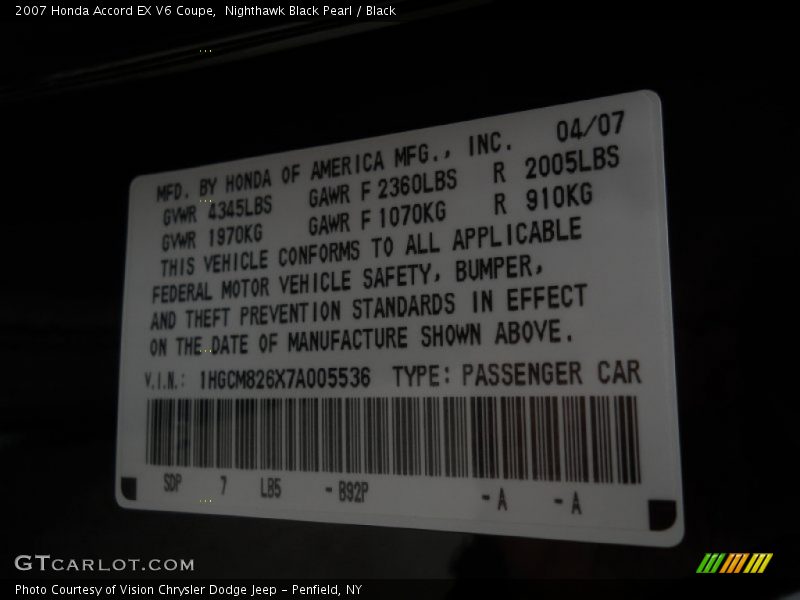 2007 Honda Accord EX V6 Coupe,  Nighthawk Black Pearl / Black
MFD. BY HONDA OF AMERICA MFG., INC. 04/07
GVWR 4345LBS GAWR F 2360LBS R 2005LBS
GVWR 1970KG GAWR F 1070KG R 910KG
THIS VEHICLE CONFORMS TO ALL APPLICABLE
FEDERAL MOTOR VEHICLE SAFETY, BUMPER,
AND THEFT PREVENTION STANDARDS IN EFFECT
ON THE DATE OF MANUFACTURE SHOWN ABOVE.
V.I.N.: 1HGCM826X7A005536 TYPE: PASSENGER CAR
SDP 7 LB5 -B92P -A -A
GTCARLOT.COM
Photo Courtesy of Vision Chrysler Dodge Jeep - Penfield, NY